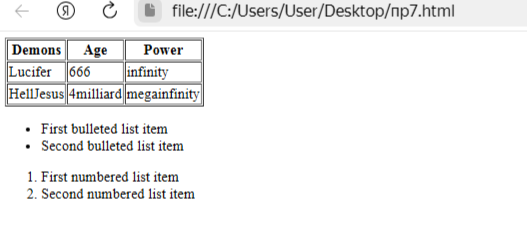 Я file:///C:/Users/User/Desktop/пр7.html
Demons Age Power
Lucifer 666 infinity
HellJesus 4milliard megainfinity
• First bulleted list item
• Second bulleted list item
1. First numbered list item
2. Second numbered list item